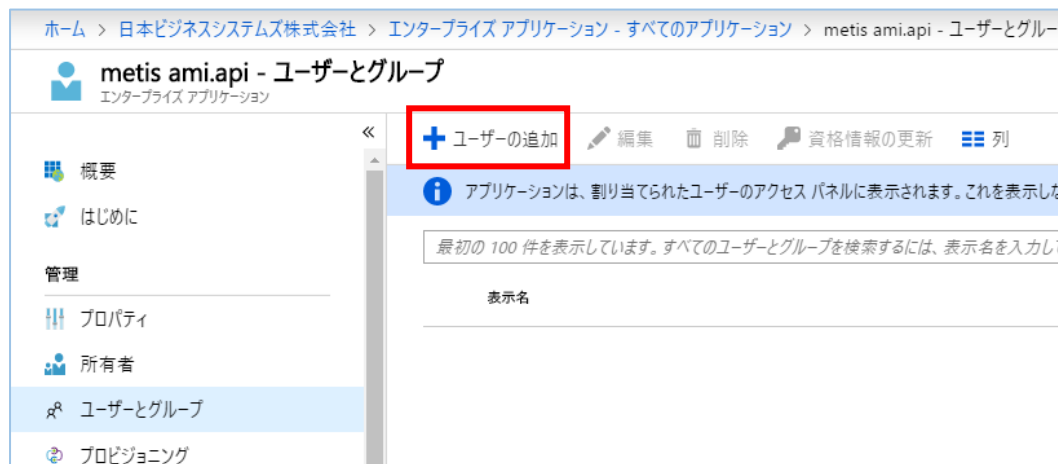 ホーム > 日本ビジネスシステムズ株式会社 > エンタープライズ アプリケーション - すべてのアプリケーション > metis ami.api - ユーザーとグルー
metis ami.api - ユーザーとグループ
エンタープライズ アプリケーション
«
概要
はじめに
管理
プロパティ
所有者
ユーザーとグループ
プロビジョニング
ユーザーの追加 編集 削除 資格情報の更新 列
アプリケーションは、割り当てられたユーザーのアクセス パネルに表示されます。これを表示しな
最初の 100 件を表示しています。すべてのユーザーとグループを検索するには、表示名を入力して
表示名